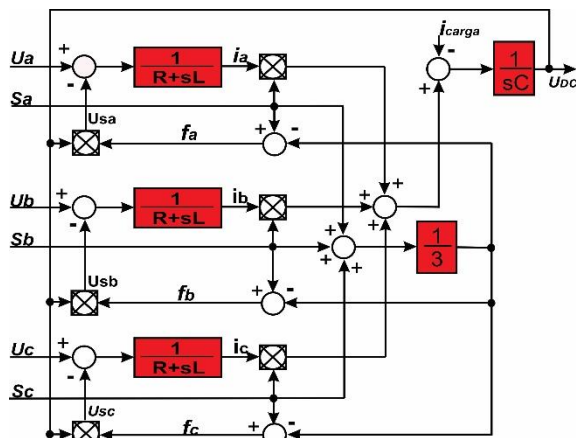 Ua + - 1 R+sL ia
Sa
Usa fa + -
icarga - + 1 sC UDC
Ub + - 1 R+sL ib + + +
Sb + + + 1 3
Usb fb + -
Uc + - 1 R+sL ic
Sc
Usc fc + -